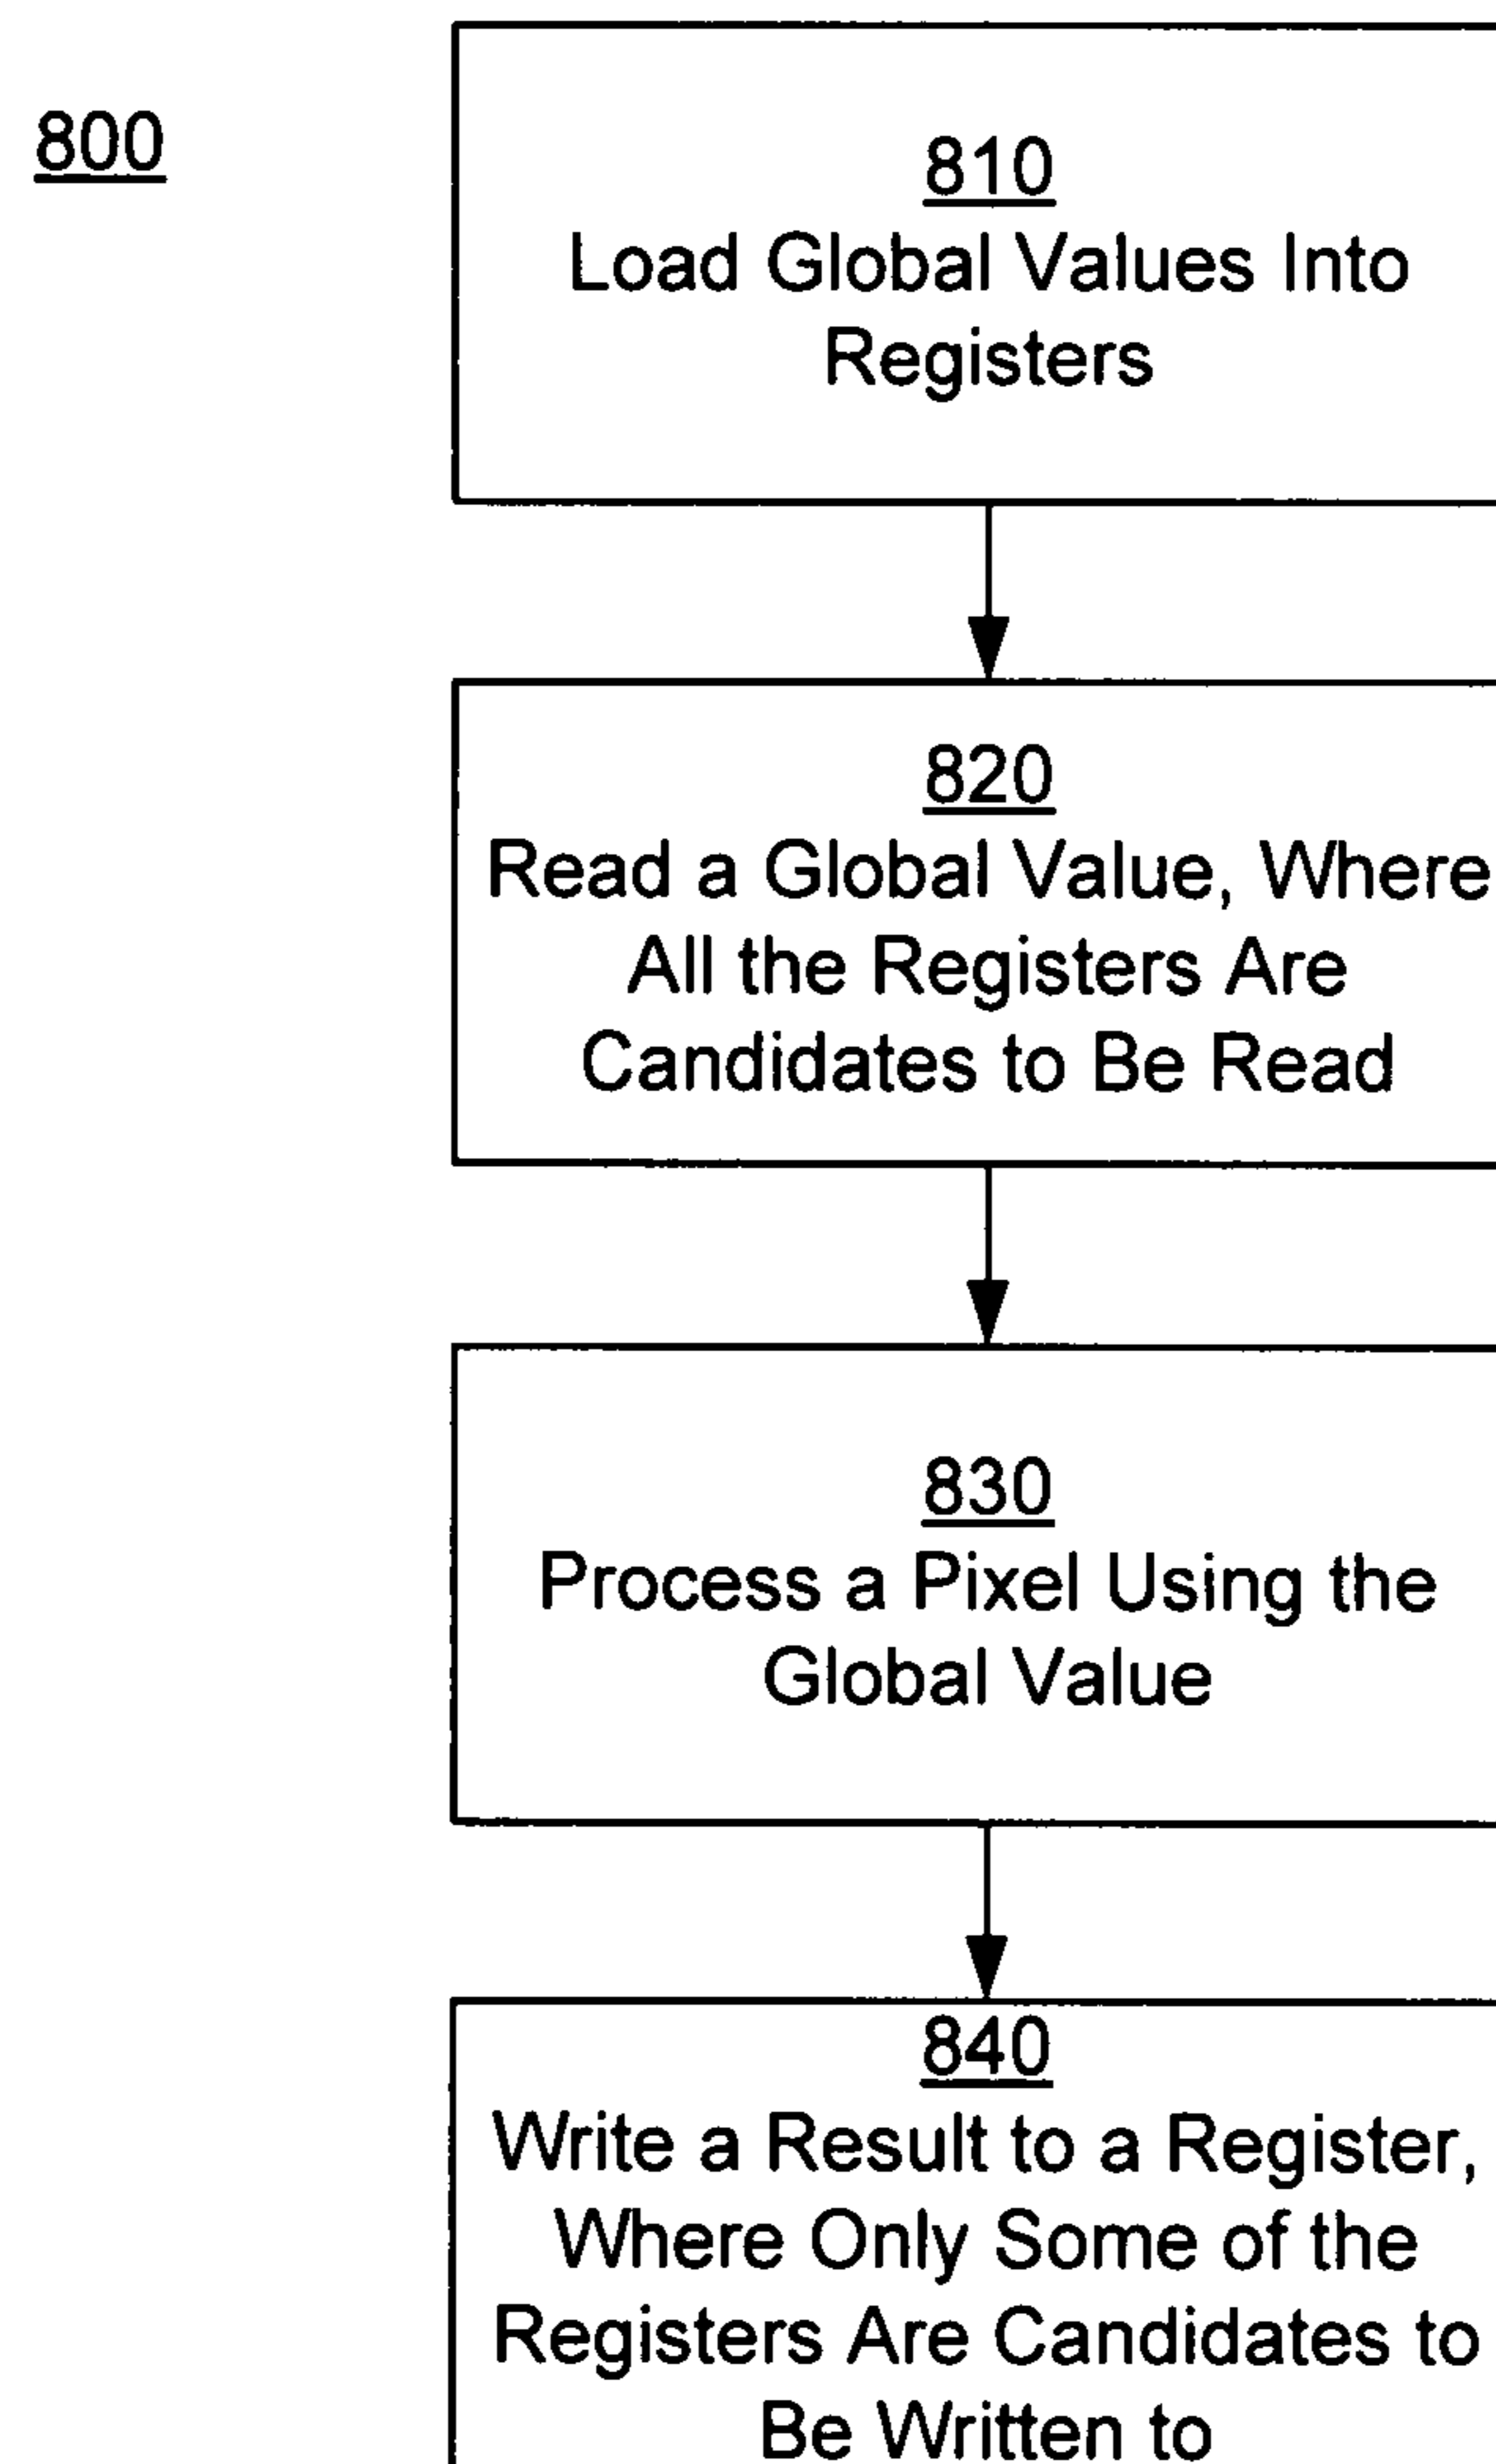 800
810
Load Global Values Into
Registers
820
Read a Global Value, Where
All the Registers Are
Candidates to Be Read
830
Process a Pixel Using the
Global Value
840
Write a Result to a Register,
Where Only Some of the
Registers Are Candidates to
Be Written to